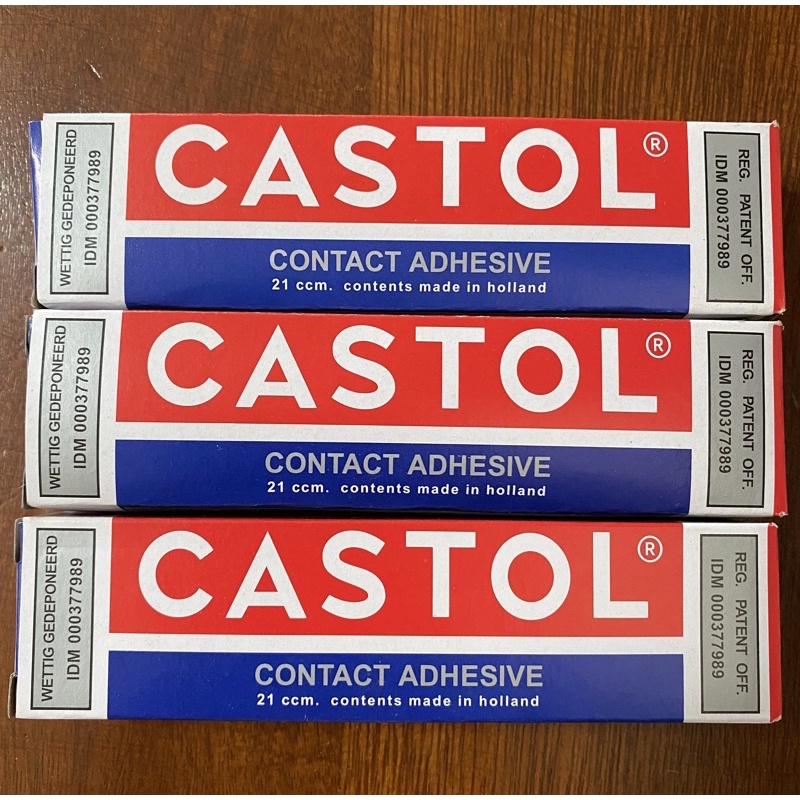 WETTIG GEDEPONEERD
IDM 000377989
CASTOL®
CONTACT ADHESIVE
21 ccm. contents made in holland
REG. PATENT OFF.
IDM 000377989
WETTIG GEDEPONEERD
IDM 000377989
CASTOL®
CONTACT ADHESIVE
21 ccm. contents made in holland
REG. PATENT OFF.
IDM 000377989
WETTIG GEDEPONEERD
IDM 000377989
CASTOL®
CONTACT ADHESIVE
21 ccm. contents made in holland
REG. PATENT OFF.
IDM 000377989